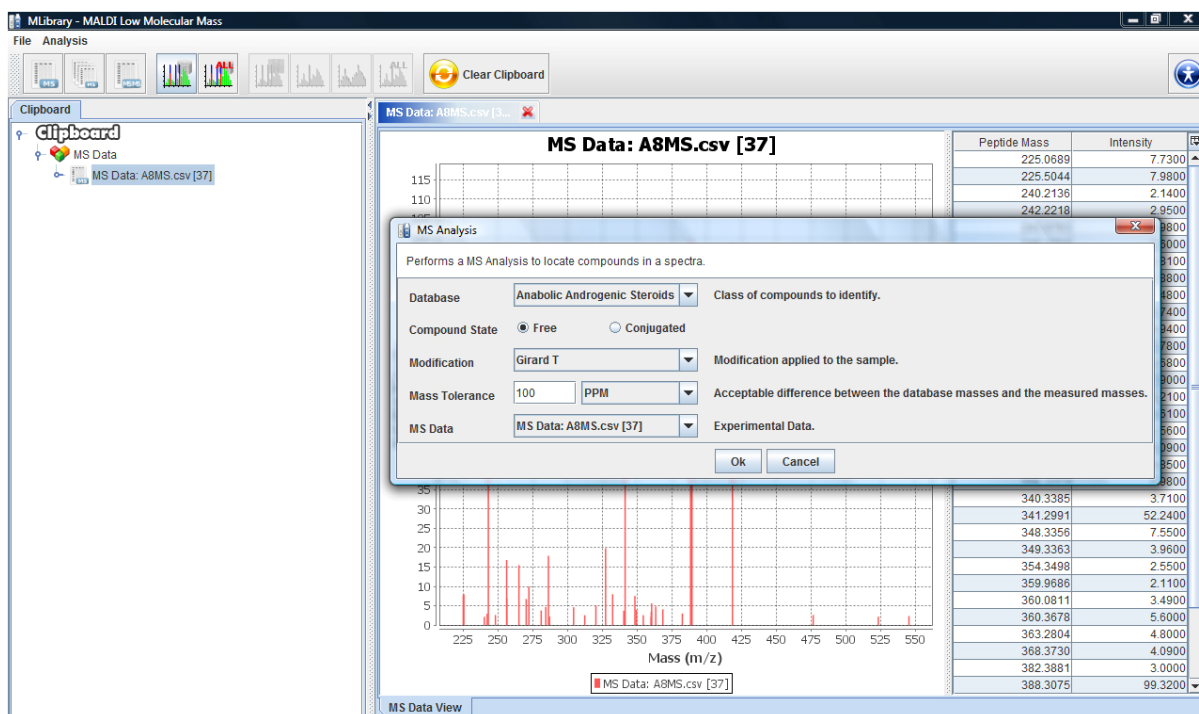 MLibrary - MALDI Low Molecular Mass
File Analysis
MS
MS
MS/MS
ALL
ALL
Clear Clipboard
Clipboard
MS Data: A8MS.csv [3...
Clipboard
MS Data
MS Data: A8MS.csv [37]
MS Data: A8MS.csv [37]
115
110
Peptide Mass Intensity
225.0689 7.7300
225.5044 7.9800
240.2136 2.1400
242.2218 2.9500
MS Analysis
Performs a MS Analysis to locate compounds in a spectra.
Database Anabolic Androgenic Steroids Class of compounds to identify.
Compound State Free Conjugated
Modification Girard T Modification applied to the sample.
Mass Tolerance 100 PPM Acceptable difference between the database masses and the measured masses.
MS Data MS Data: A8MS.csv [37] Experimental Data.
Ok Cancel
35
30
25
20
15
10
5
0
225 250 275 300 325 350 375 400 425 450 475 500 525 550
Mass (m/z)
MS Data: A8MS.csv [37]
340.3385 3.7100
341.2991 52.2400
348.3356 7.5500
349.3363 3.9600
354.3498 2.5500
359.9686 2.1100
360.0811 3.4900
360.3678 5.6000
363.2804 4.8000
368.3730 4.0900
382.3881 3.0000
388.3075 99.3200
MS Data View